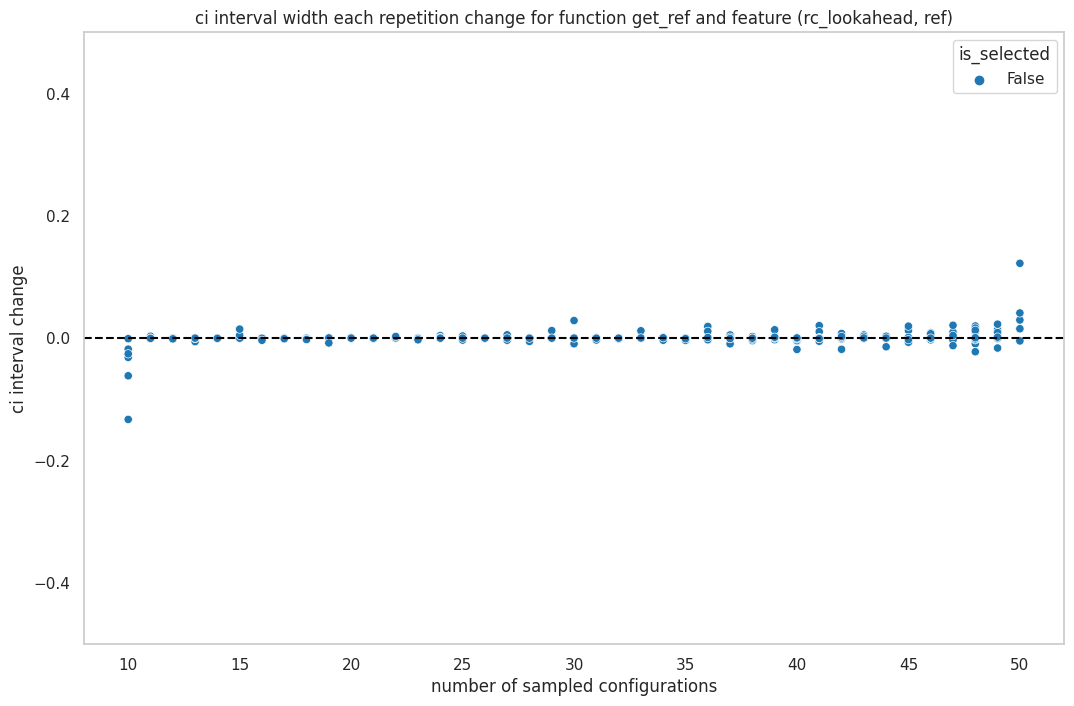 ci interval width each repetition change for function get_ref and feature (rc_lookahead, ref)
is_selected
False
0.4
0.2
0.0
−0.2
−0.4
ci interval change
10 15 20 25 30 35 40 45 50
number of sampled configurations